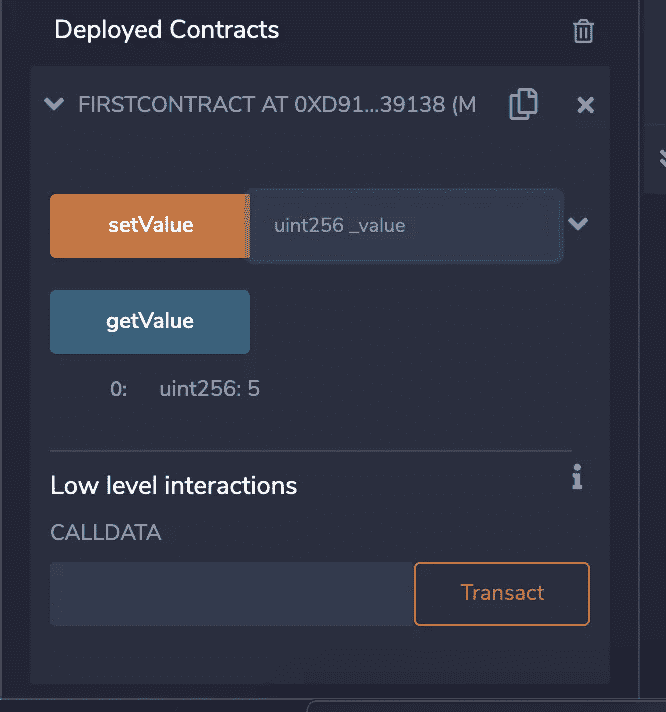 Deployed Contracts
FIRSTCONTRACT AT 0XD91...39138 (M
setValue uint256 _value
getValue
0: uint256: 5
Low level interactions
CALLDATA
Transact